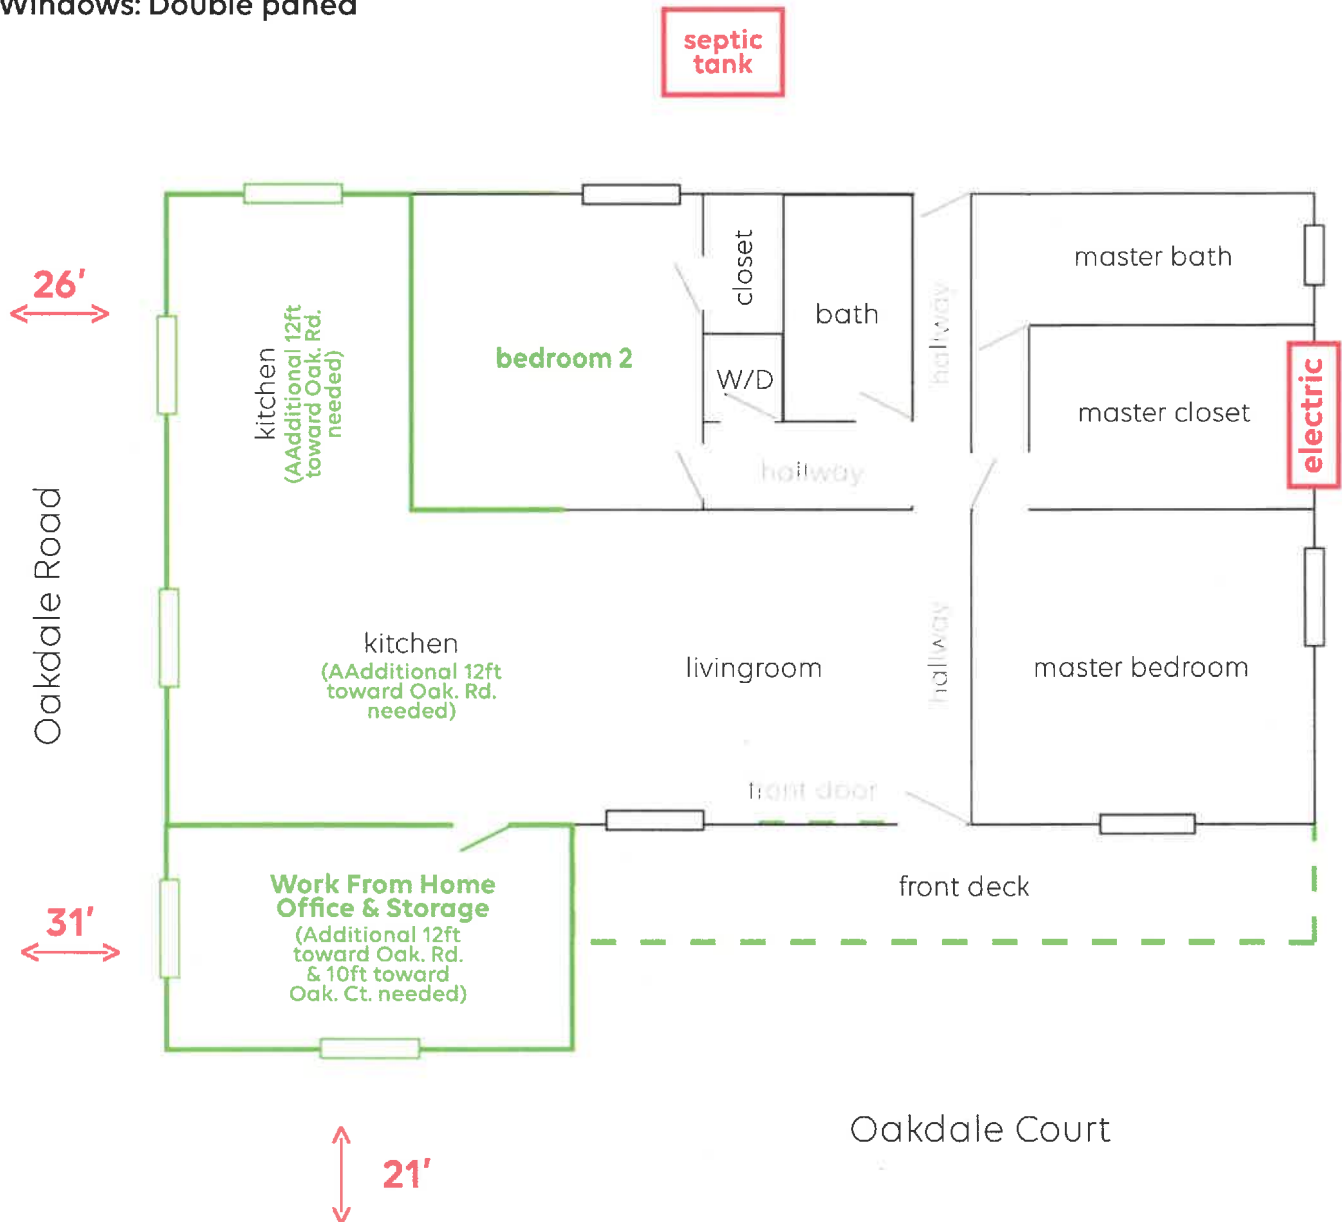 Windows: Double paned
septic
tank
26'
kitchen
(AAdditional 12ft
toward Oak. Rd.
needed)
bedroom 2
closet
W/D
bath
hallway
hallway
master bath
master closet
electric
Oakdale Road
kitchen
(AAdditional 12ft
toward Oak. Rd.
needed)
livingroom
hallway
master bedroom
front door
31'
Work From Home
Office & Storage
(Additional 12ft
toward Oak. Rd.
& 10ft toward
Oak. Ct. needed)
front deck
Oakdale Court
21'